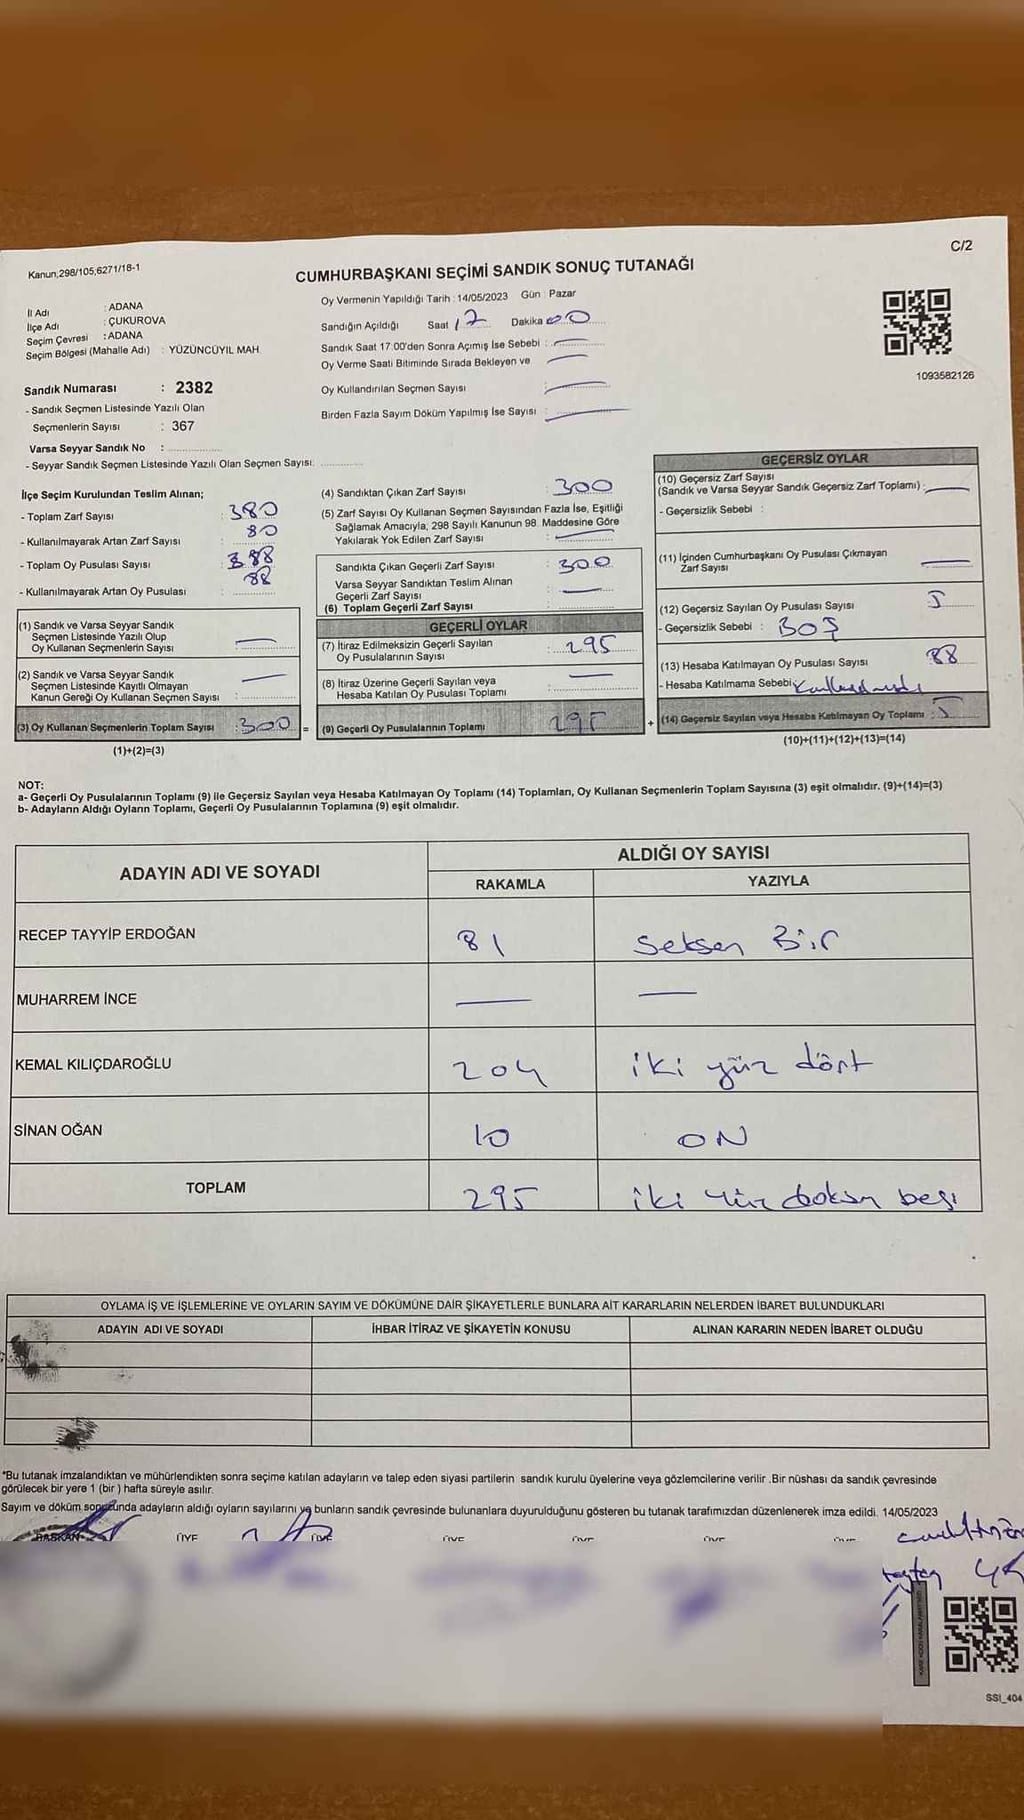 C/2
Kanun;298/105,6271/18-1
CUMHURBAŞKANI SEÇİMİ SANDIK SONUÇ TUTANAĞI
İl Adı : ADANA
İlçe Adı : ÇUKUROVA
Seçim Çevresi : ADANA
Seçim Bölgesi (Mahalle Adı) : YÜZÜNCÜYIL MAH.
Sandık Numarası : 2382
- Sandık Seçmen Listesinde Yazılı Olan
Seçmenlerin Sayısı : 367
Varsa Seyyar Sandık No :
- Seyyar Sandık Seçmen Listesinde Yazılı Olan Seçmen Sayısı:
Oy Vermenin Yapıldığı Tarih : 14/05/2023 Gün : Pazar
Sandığın Açıldığı Saat 17 Dakika 00
Sandık Saat 17:00'den Sonra Açımış İse Sebebi :
Oy Verme Saati Bitiminde Sırada Bekleyen ve
Oy Kullandırılan Seçmen Sayısı :
Birden Fazla Sayım Döküm Yapılmış İse Sayısı :
1093582126
İlçe Seçim Kurulundan Teslim Alınan;
- Toplam Zarf Sayısı : 380
- Kullanılmayarak Artan Zarf Sayısı : 80
- Toplam Oy Pusulası Sayısı : 388
- Kullanılmayarak Artan Oy Pusulası : 88
(1) Sandık ve Varsa Seyyar Sandık
Seçmen Listesinde Yazılı Olup
Oy Kullanan Seçmenlerin Sayısı :
(2) Sandık ve Varsa Seyyar Sandık
Seçmen Listesinde Kayıtlı Olmayan
Kanun Gereği Oy Kullanan Seçmen Sayısı :
(3) Oy Kullanan Seçmenlerin Toplam Sayısı : 300 =
(1)+(2)=(3)
(4) Sandıktan Çıkan Zarf Sayısı : 300
(5) Zarf Sayısı Oy Kullanan Seçmen Sayısından Fazla İse, Eşitliği
Sağlamak Amacıyla, 298 Sayılı Kanunun 98. Maddesine Göre
Yakılarak Yok Edilen Zarf Sayısı :
Sandıkta Çıkan Geçerli Zarf Sayısı : 300
Varsa Seyyar Sandıktan Teslim Alınan
Geçerli Zarf Sayısı :
(6) Toplam Geçerli Zarf Sayısı :
GEÇERLİ OYLAR
(7) İtiraz Edilmeksizin Geçerli Sayılan
Oy Pusulalarının Sayısı : 295
(8) İtiraz Üzerine Geçerli Sayılan veya
Hesaba Katılan Oy Pusulası Toplamı :
(9) Geçerli Oy Pusulalarının Toplamı : 295 +
GEÇERSİZ OYLAR
(10) Geçersiz Zarf Sayısı
(Sandık ve Varsa Seyyar Sandık Geçersiz Zarf Toplamı) :
- Geçersizlik Sebebi :
(11) İçinden Cumhurbaşkanı Oy Pusulası Çıkmayan
Zarf Sayısı :
(12) Geçersiz Sayılan Oy Pusulası Sayısı : 5
- Geçersizlik Sebebi : BOŞ
(13) Hesaba Katılmayan Oy Pusulası Sayısı : 88
- Hesaba Katılmama Sebebi :
(14) Geçersiz Sayılan veya Hesaba Katılmayan Oy Toplamı : 5
(10)+(11)+(12)+(13)=(14)
NOT:
a- Geçerli Oy Pusulalarının Toplamı (9) ile Geçersiz Sayılan veya Hesaba Katılmayan Oy Toplamı (14) Toplamları, Oy Kullanan Seçmenlerin Toplam Sayısına (3) eşit olmalıdır. (9)+(14)=(3)
b- Adayların Aldığı Oyların Toplamı, Geçerli Oy Pusulalarının Toplamına (9) eşit olmalıdır.
ADAYIN ADI VE SOYADI ALDIĞI OY SAYISI
RAKAMLA YAZIYLA
RECEP TAYYİP ERDOĞAN 81 Seksen Bir
MUHARREM İNCE
KEMAL KILIÇDAROĞLU 204 iki yüz dört
SİNAN OĞAN 10 ON
TOPLAM 295 iki yüz doksan beşi
OYLAMA İŞ VE İŞLEMLERİNE VE OYLARIN SAYIM VE DÖKÜMÜNE DAİR ŞİKAYETLERLE BUNLARA AİT KARARLARIN NELERDEN İBARET BULUNDUKLARI
ADAYIN ADI VE SOYADI İHBAR İTİRAZ VE ŞİKAYETİN KONUSU ALINAN KARARIN NEDEN İBARET OLDUĞU
*Bu tutanak imzalandıktan ve mühürlendikten sonra seçime katılan adayların ve talep eden siyasi partilerin sandık kurulu üyelerine veya gözlemcilerine verilir .Bir nüshası da sandık çevresinde
görülecek bir yere 1 (bir ) hafta süreyle asılır.
Sayım ve döküm sonucunda adayların aldığı oyların sayılarını ve bunların sandık çevresinde bulunanlara duyurulduğunu gösteren bu tutanak tarafımızdan düzenlenerek imza edildi. 14/05/2023
BAŞKAN ÜYE ÜYE ÜYE ÜYE ÜYE ÜYE
SSI_404